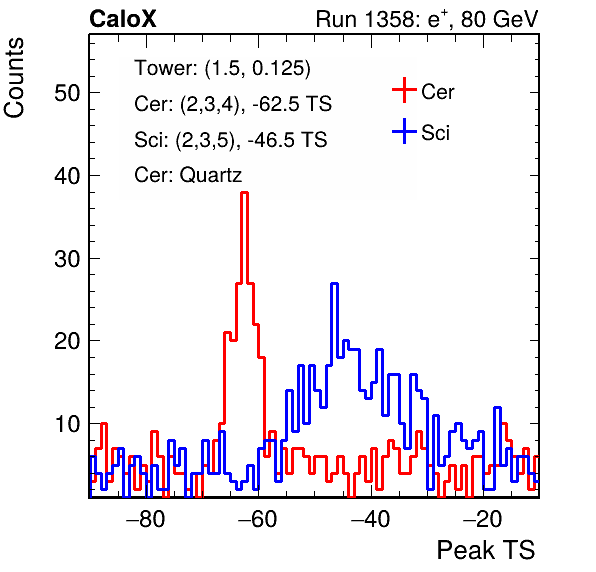 CaloX Run 1358: e⁺, 80 GeV
Counts
Tower: (1.5, 0.125)
Cer: (2,3,4), -62.5 TS
Sci: (2,3,5), -46.5 TS
Cer: Quartz
Cer
Sci
50
40
30
20
10
−80 −60 −40 −20
Peak TS